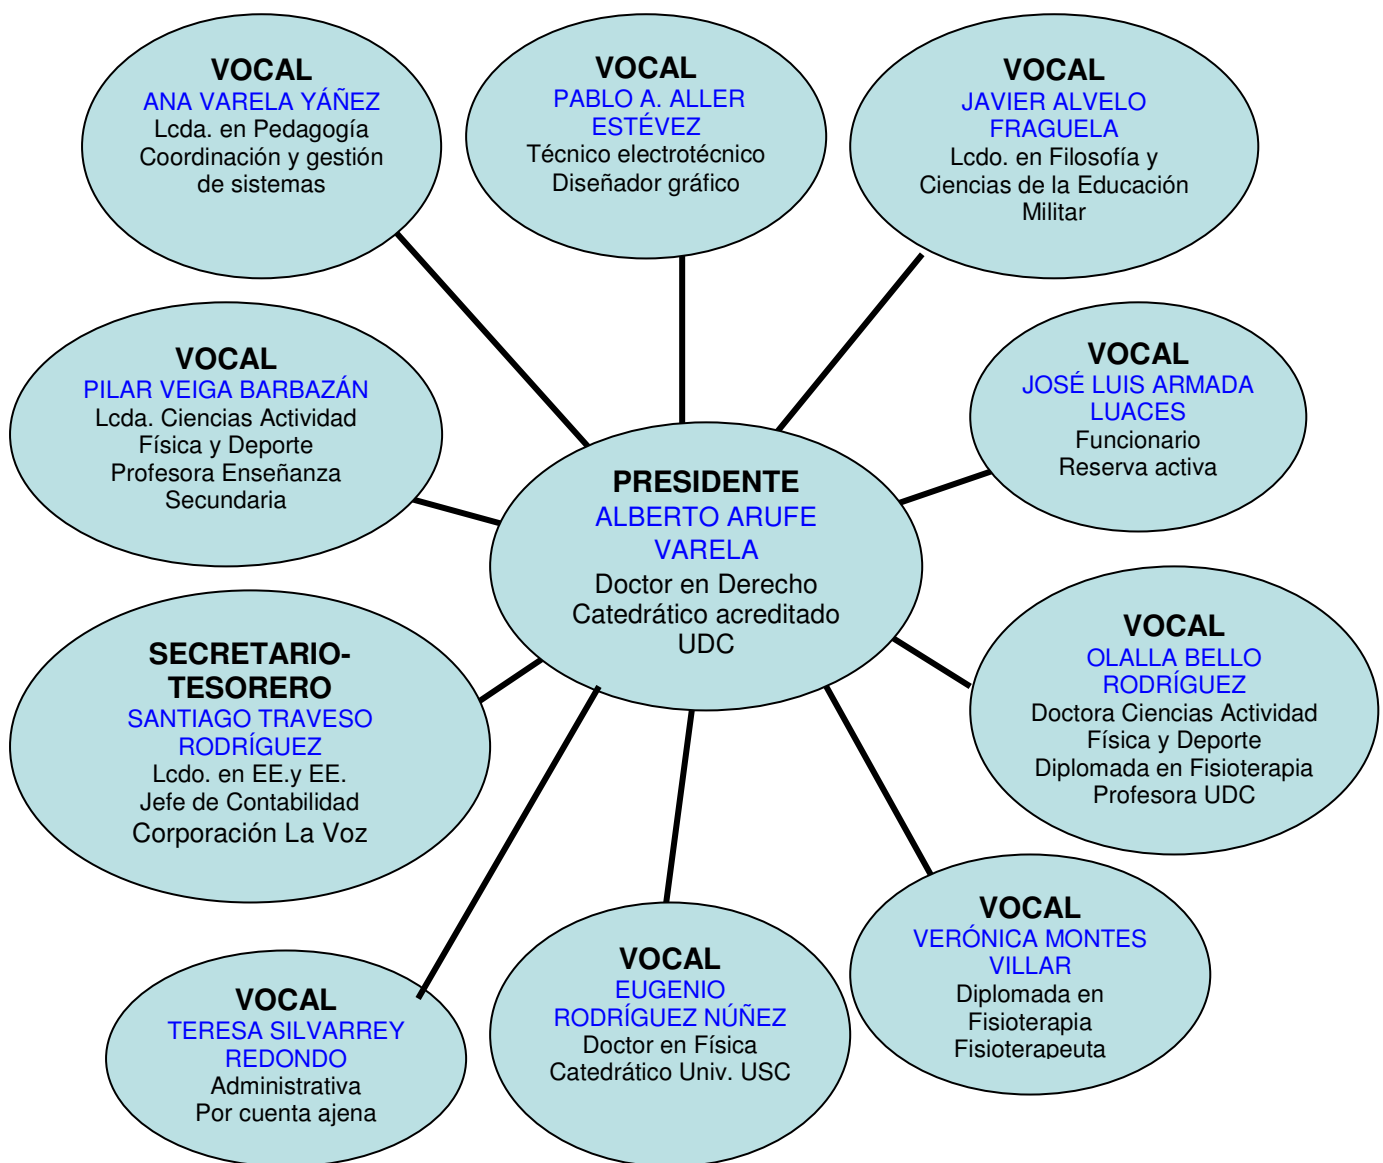 VOCAL
ANA VARELA YÁÑEZ
Lcda. en Pedagogía
Coordinación y gestión
de sistemas
VOCAL
PABLO A. ALLER
ESTÉVEZ
Técnico electrotécnico
Diseñador gráfico
VOCAL
JAVIER ALVELO
FRAGUELA
Lcdo. en Filosofía y
Ciencias de la Educación
Militar
VOCAL
PILAR VEIGA BARBAZÁN
Lcda. Ciencias Actividad
Física y Deporte
Profesora Enseñanza
Secundaria
VOCAL
JOSÉ LUIS ARMADA
LUACES
Funcionario
Reserva activa
PRESIDENTE
ALBERTO ARUFE
VARELA
Doctor en Derecho
Catedrático acreditado
UDC
SECRETARIO-
TESORERO
SANTIAGO TRAVESO
RODRÍGUEZ
Lcdo. en EE.y EE.
Jefe de Contabilidad
Corporación La Voz
VOCAL
OLALLA BELLO
RODRÍGUEZ
Doctora Ciencias Actividad
Física y Deporte
Diplomada en Fisioterapia
Profesora UDC
VOCAL
TERESA SILVARREY
REDONDO
Administrativa
Por cuenta ajena
VOCAL
EUGENIO
RODRÍGUEZ NÚÑEZ
Doctor en Física
Catedrático Univ. USC
VOCAL
VERÓNICA MONTES
VILLAR
Diplomada en
Fisioterapia
Fisioterapeuta